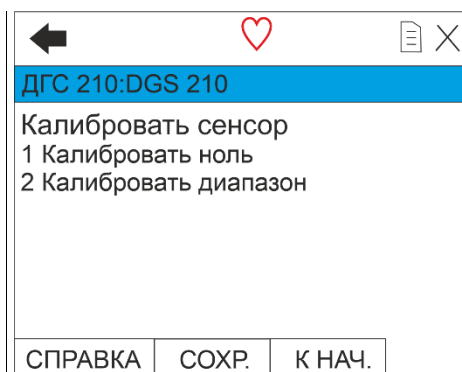 ДГС 210:DGS 210
Калибровать сенсор
1 Калибровать ноль
2 Калибровать диапазон
СПРАВКА СОХР. К НАЧ.